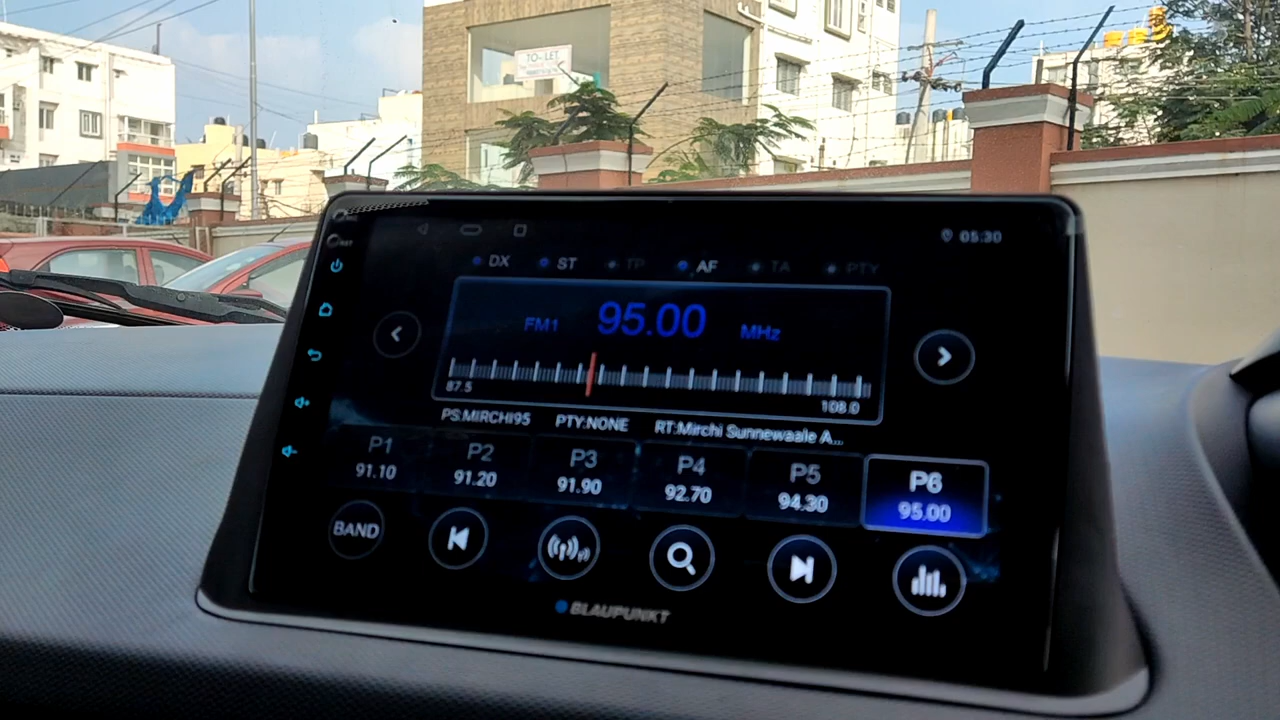 TO-LET
05:30
DX ST TP AF TA PTY
FM1 95.00 MHz
87.5 108.0
PS:MIRCHI95 PTY:NONE RT:Mirchi Sunnewaale A...
P1 P2 P3 P4 P5 P6
91.10 91.20 91.90 92.70 94.30 95.00
BAND
BLAUPUNKT